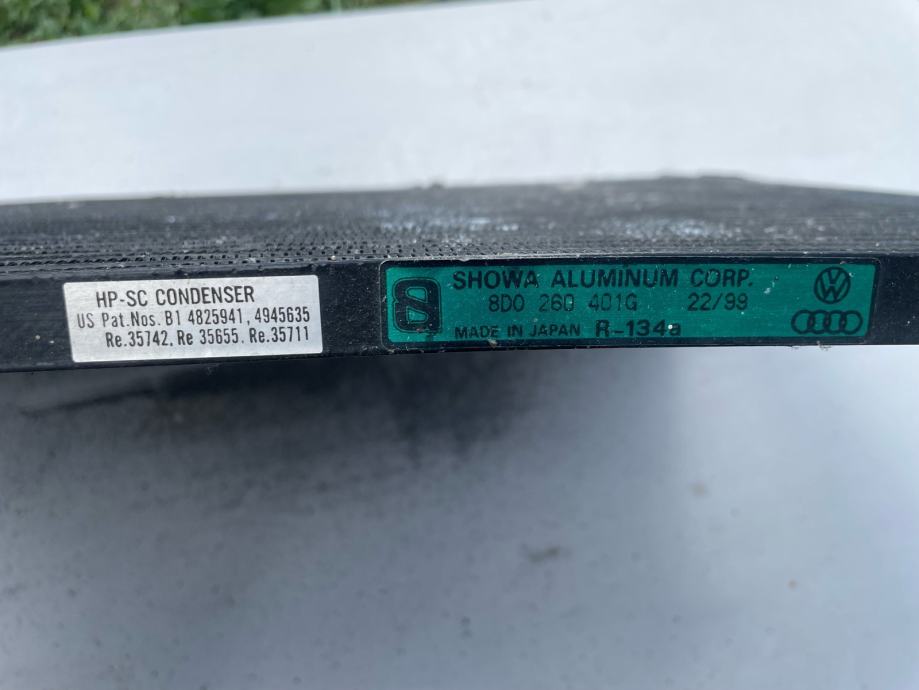 HP-SC CONDENSER
US Pat.Nos. B1 4825941, 4945635
Re.35742, Re 35655. Re.35711
SHOWA ALUMINUM CORP.
8D0 260 401G 22/99
MADE IN JAPAN R-134a